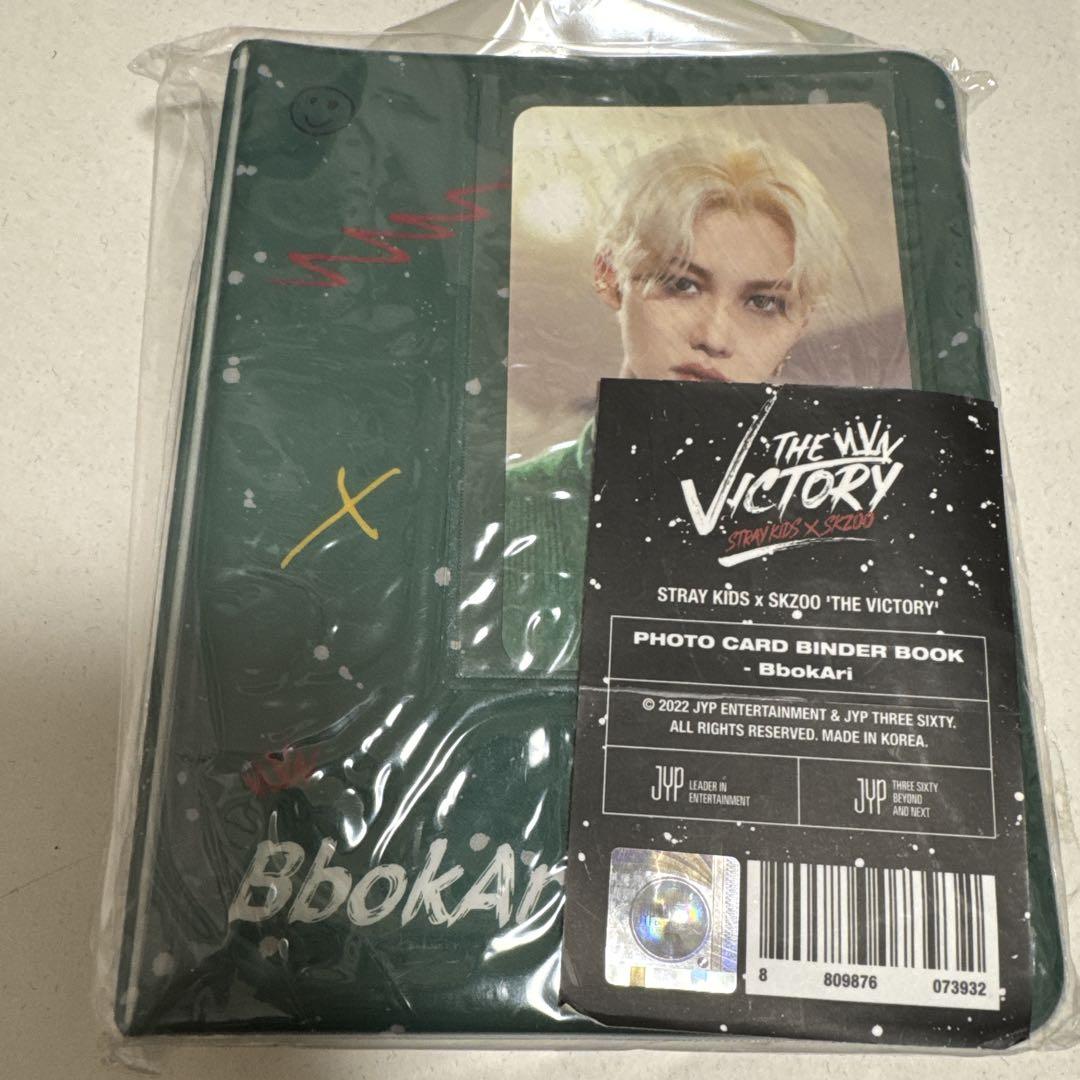 BbokAri
THE
VICTORY
STRAY KIDS X SKZOO
STRAY KIDS x SKZOO 'THE VICTORY'
PHOTO CARD BINDER BOOK
- BbokAri
© 2022 JYP ENTERTAINMENT & JYP THREE SIXTY.
ALL RIGHTS RESERVED. MADE IN KOREA.
JYP LEADER IN
ENTERTAINMENT
JYP THREE SIXTY
BEYOND
AND NEXT
8 809876 073932